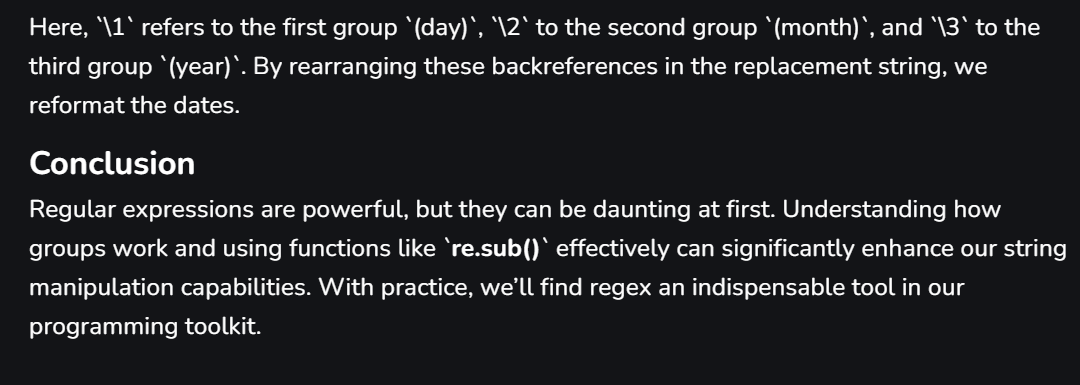 Here, `\1` refers to the first group `(day)`, `\2` to the second group `(month)`, and `\3` to the
third group `(year)`. By rearranging these backreferences in the replacement string, we
reformat the dates.
Conclusion
Regular expressions are powerful, but they can be daunting at first. Understanding how
groups work and using functions like `re.sub()` effectively can significantly enhance our string
manipulation capabilities. With practice, we’ll find regex an indispensable tool in our
programming toolkit.